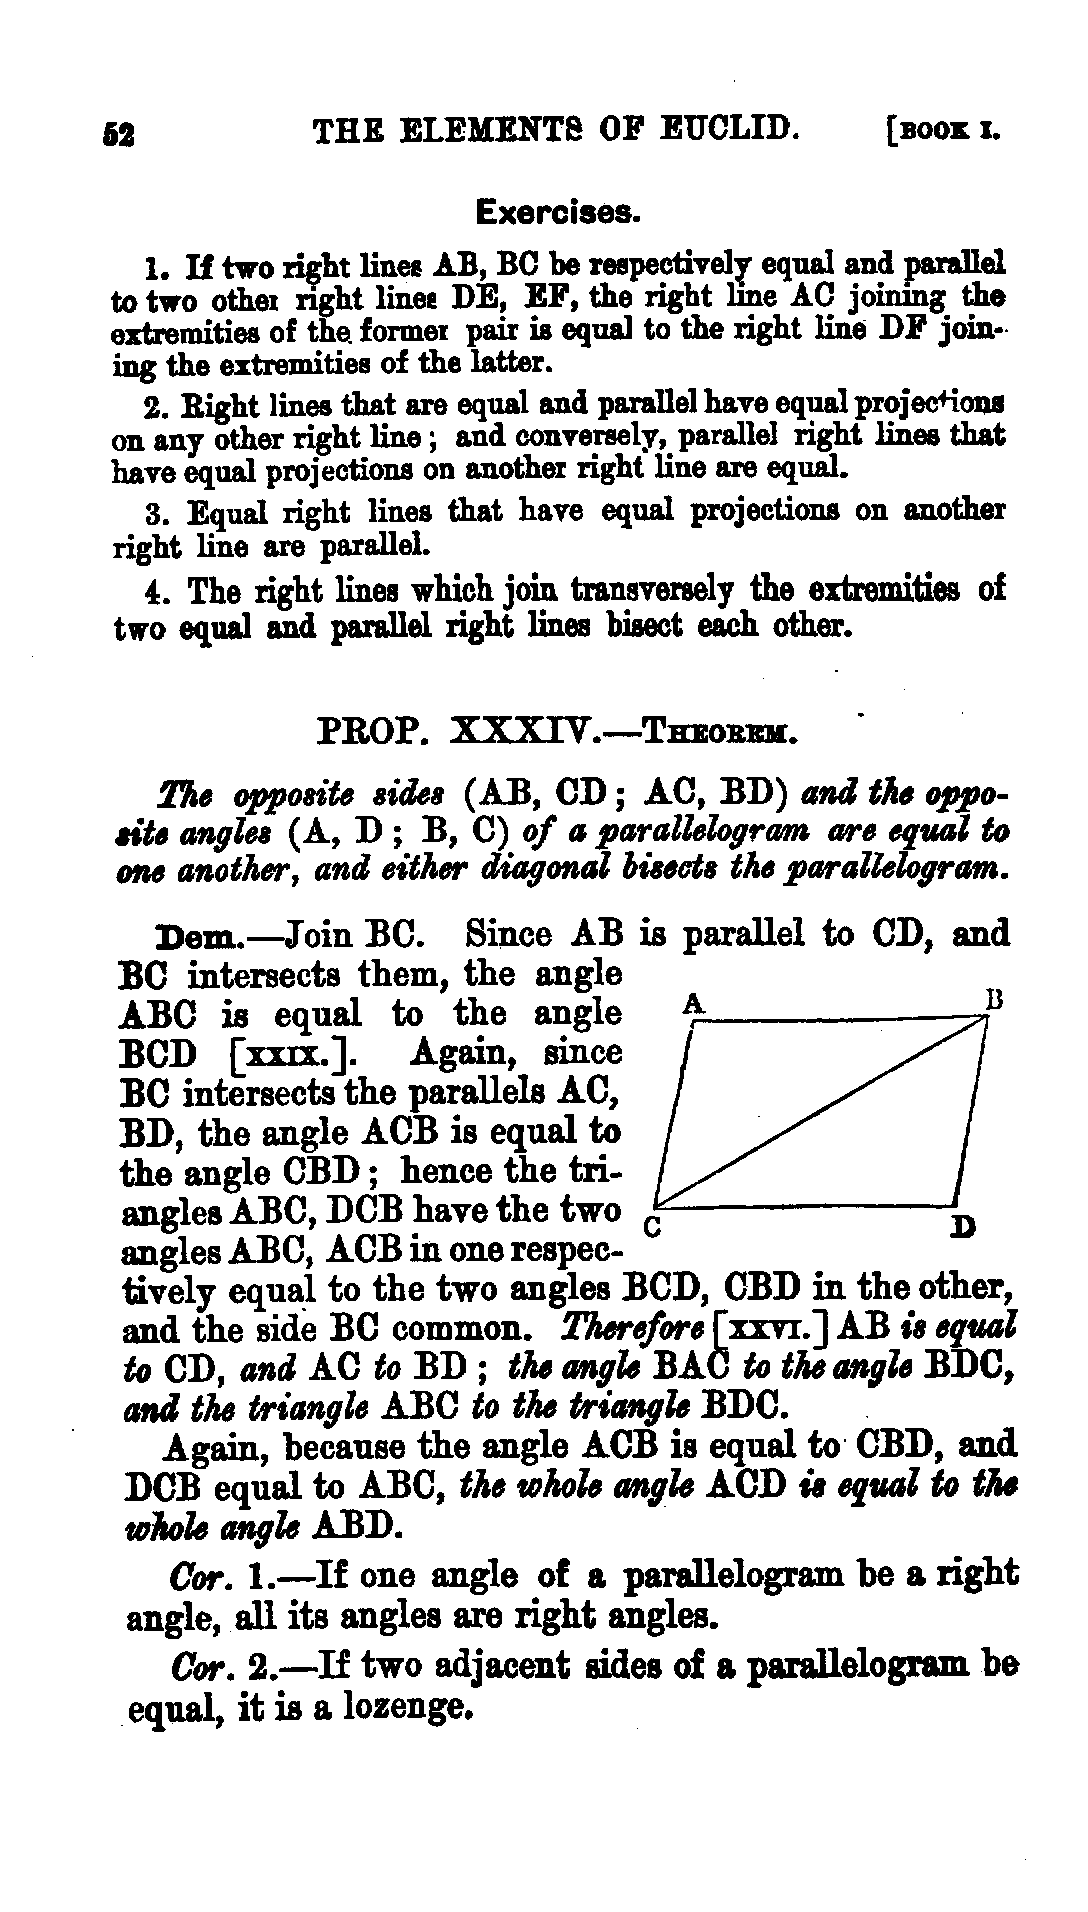 52 THE ELEMENTS OF EUCLID. [BOOK I.
Exercises.
1. If two right lines AB, BC be respectively equal and parallel
to two other right lines DE, EF, the right line AC joining the
extremities of the former pair is equal to the right line DF join-
ing the extremities of the latter.
2. Right lines that are equal and parallel have equal projections
on any other right line; and conversely, parallel right lines that
have equal projections on another right line are equal.
3. Equal right lines that have equal projections on another
right line are parallel.
4. The right lines which join transversely the extremities of
two equal and parallel right lines bisect each other.
PROP. XXXIV.—THEOREM.
The opposite sides (AB, CD; AC, BD) and the oppo-
site angles (A, D; B, C) of a parallelogram are equal to
one another, and either diagonal bisects the parallelogram.
Dem.—Join BC. Since AB is parallel to CD, and
BC intersects them, the angle
ABC is equal to the angle
BCD [XXIX.]. Again, since
BC intersects the parallels AC,
BD, the angle ACB is equal to
the angle CBD; hence the tri-
angles ABC, DCB have the two
angles ABC, ACB in one respec-
A B
C D
tively equal to the two angles BCD, CBD in the other,
and the side BC common. Therefore [XXVI.] AB is equal
to CD, and AC to BD; the angle BAC to the angle BDC,
and the triangle ABC to the triangle BDC.
Again, because the angle ACB is equal to CBD, and
DCB equal to ABC, the whole angle ACD is equal to the
whole angle ABD.
Cor. 1.—If one angle of a parallelogram be a right
angle, all its angles are right angles.
Cor. 2.—If two adjacent sides of a parallelogram be
equal, it is a lozenge.